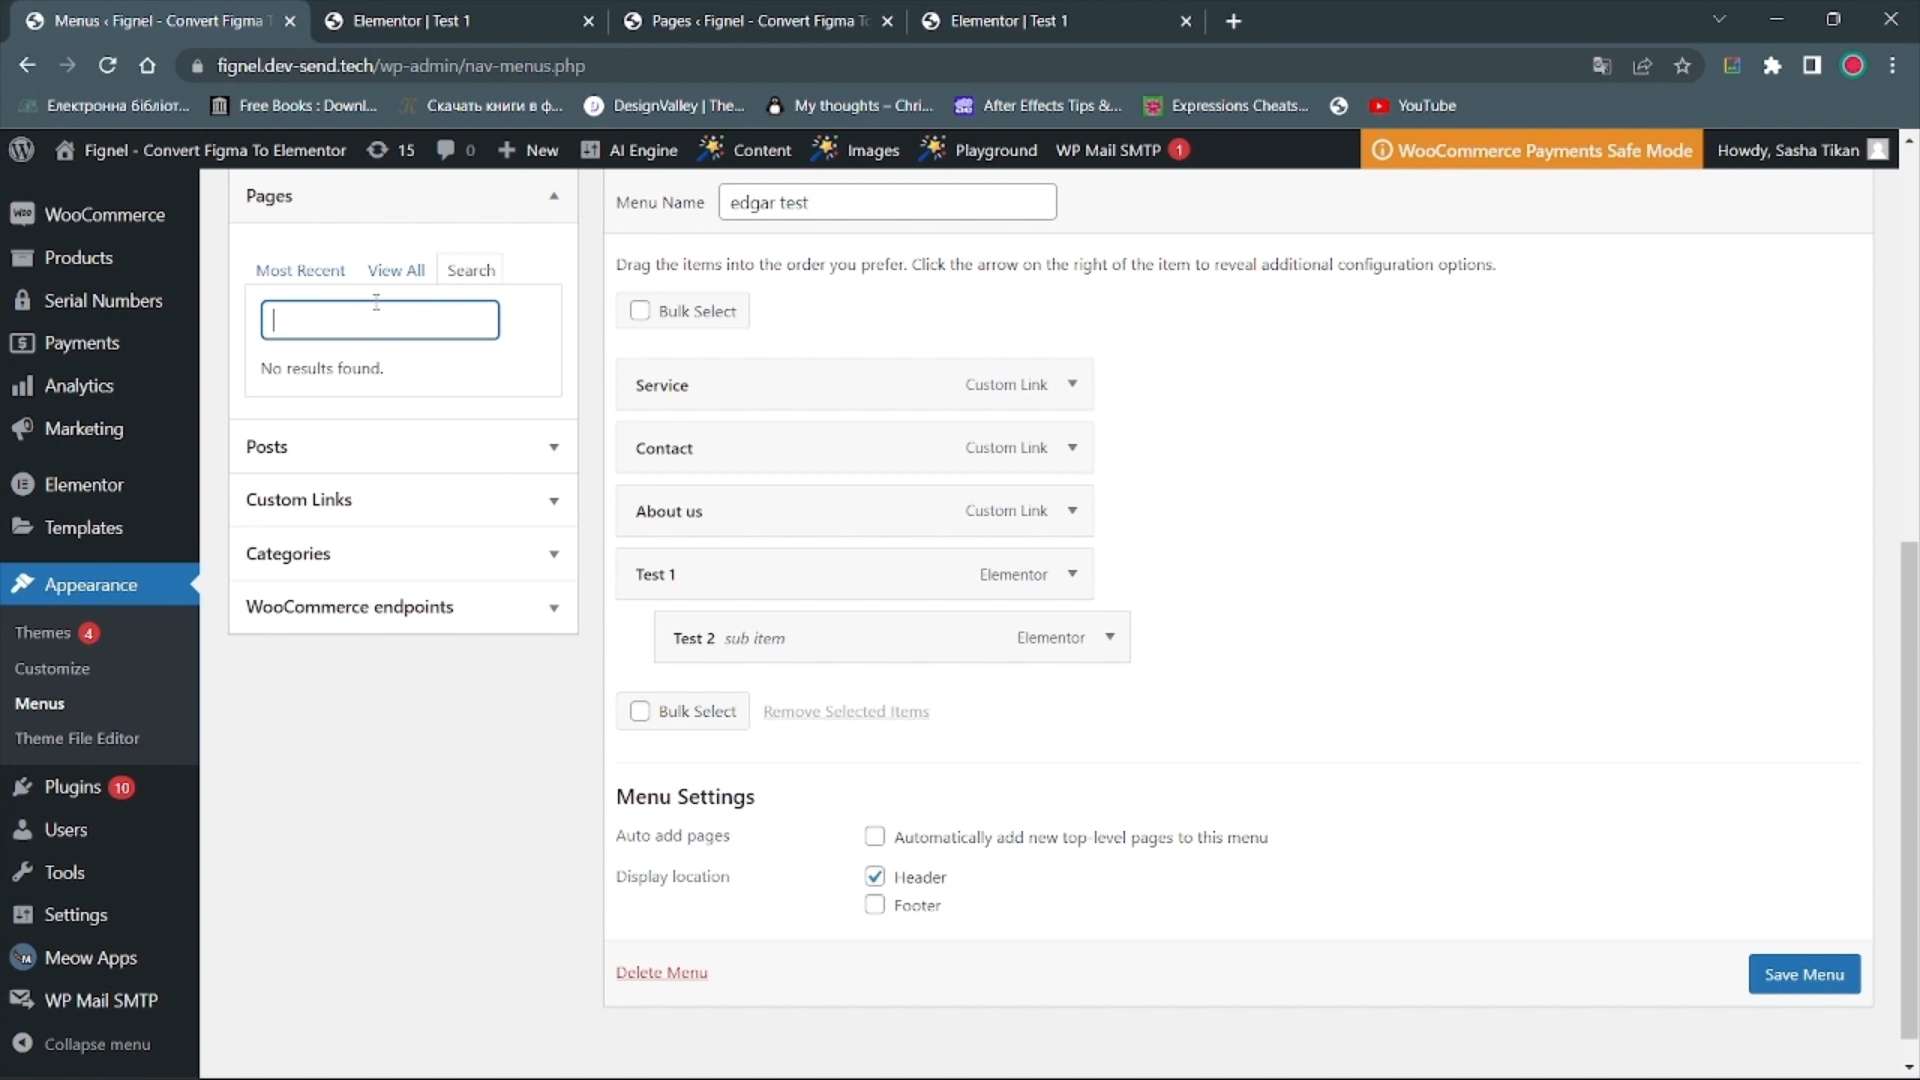 Menus ‹ Fignel - Convert Figma T
Elementor | Test 1
Pages ‹ Fignel - Convert Figma To
Elementor | Test 1
fignel.dev-send.tech/wp-admin/nav-menus.php
Електронна бібліот...
Free Books : Downl...
Скачать книги в ф...
DesignValley | The...
My thoughts – Chri...
After Effects Tips &...
Expressions Cheats...
YouTube
Fignel - Convert Figma To Elementor
15
0
New
AI Engine
Content
Images
Playground
WP Mail SMTP 1
WooCommerce Payments Safe Mode
Howdy, Sasha Tikan
WooCommerce
Products
Serial Numbers
Payments
Analytics
Marketing
Elementor
Templates
Appearance
Themes 4
Customize
Menus
Theme File Editor
Plugins 10
Users
Tools
Settings
Meow Apps
WP Mail SMTP
Collapse menu
Pages
Most Recent
View All
Search
No results found.
Posts
Custom Links
Categories
WooCommerce endpoints
Menu Name
edgar test
Drag the items into the order you prefer. Click the arrow on the right of the item to reveal additional configuration options.
Bulk Select
Service Custom Link
Contact Custom Link
About us Custom Link
Test 1 Elementor
Test 2 sub item Elementor
Bulk Select
Remove Selected Items
Menu Settings
Auto add pages
Automatically add new top-level pages to this menu
Display location
Header
Footer
Delete Menu
Save Menu